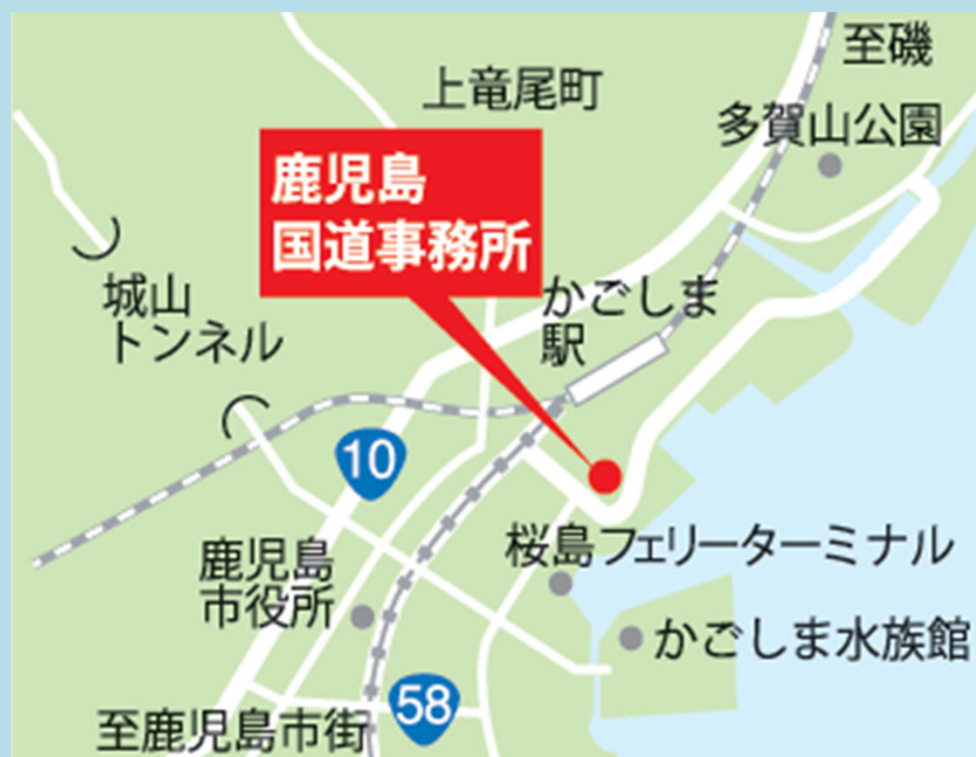 至磯
上竜尾町
多賀山公園
鹿児島
国道事務所
城山
トンネル
かごしま
駅
10
桜島フェリーターミナル
鹿児島
市役所
かごしま水族館
58
至鹿児島市街